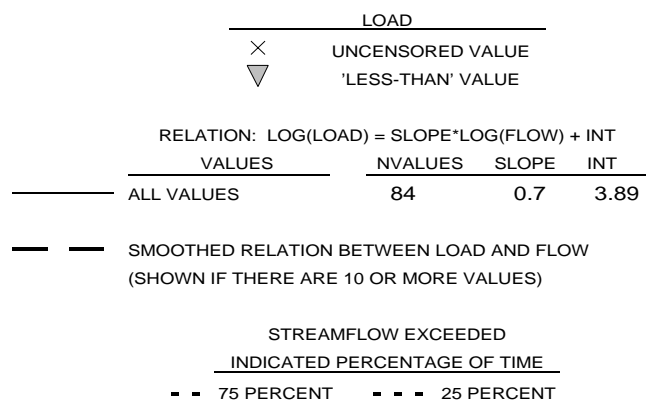 LOAD
UNCENSORED VALUE
'LESS-THAN' VALUE
RELATION: LOG(LOAD) = SLOPE*LOG(FLOW) + INT
VALUES NVALUES SLOPE INT
ALL VALUES 84 0.7 3.89
SMOOTHED RELATION BETWEEN LOAD AND FLOW
(SHOWN IF THERE ARE 10 OR MORE VALUES)
STREAMFLOW EXCEEDED
INDICATED PERCENTAGE OF TIME
75 PERCENT 25 PERCENT